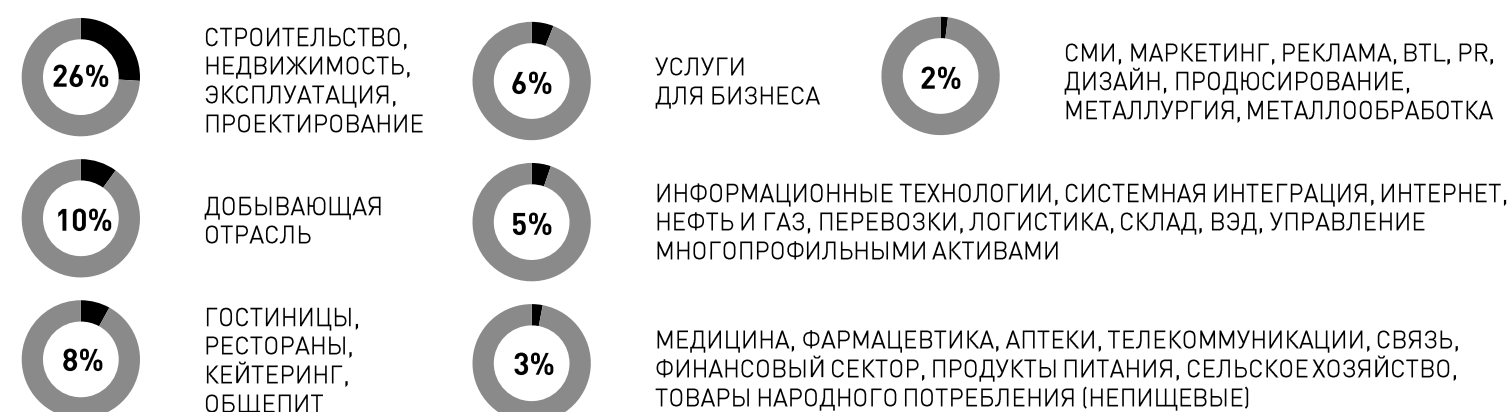 26%
СТРОИТЕЛЬСТВО,
НЕДВИЖИМОСТЬ,
ЭКСПЛУАТАЦИЯ,
ПРОЕКТИРОВАНИЕ
10%
ДОБЫВАЮЩАЯ
ОТРАСЛЬ
8%
ГОСТИНИЦЫ,
РЕСТОРАНЫ,
КЕЙТЕРИНГ,
ОБЩЕПИТ
6%
УСЛУГИ
ДЛЯ БИЗНЕСА
2%
СМИ, МАРКЕТИНГ, РЕКЛАМА, BTL, PR,
ДИЗАЙН, ПРОДЮСИРОВАНИЕ,
МЕТАЛЛУРГИЯ, МЕТАЛЛООБРАБОТКА
5%
ИНФОРМАЦИОННЫЕ ТЕХНОЛОГИИ, СИСТЕМНАЯ ИНТЕГРАЦИЯ, ИНТЕРНЕТ,
НЕФТЬ И ГАЗ, ПЕРЕВОЗКИ, ЛОГИСТИКА, СКЛАД, ВЭД, УПРАВЛЕНИЕ
МНОГОПРОФИЛЬНЫМИ АКТИВАМИ
3%
МЕДИЦИНА, ФАРМАЦЕВТИКА, АПТЕКИ, ТЕЛЕКОММУНИКАЦИИ, СВЯЗЬ,
ФИНАНСОВЫЙ СЕКТОР, ПРОДУКТЫ ПИТАНИЯ, СЕЛЬСКОЕ ХОЗЯЙСТВО,
ТОВАРЫ НАРОДНОГО ПОТРЕБЛЕНИЯ (НЕПИЩЕВЫЕ)